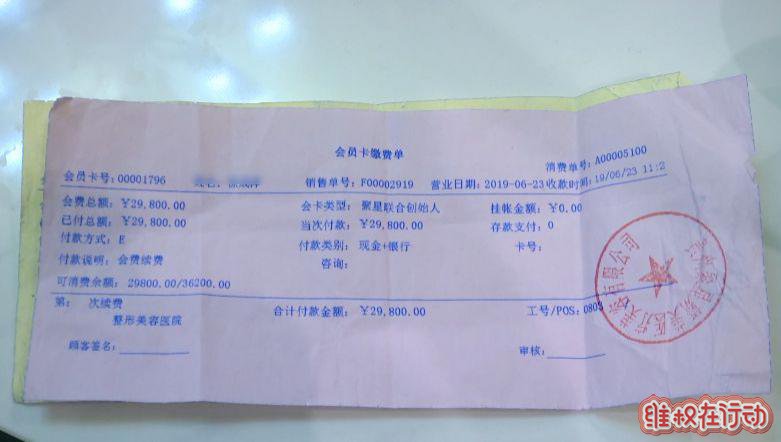 会员卡缴费单
消费单号: A00005100
会员卡号: 00001796 销售单号: F00002919 营业日期: 2019-06-23 收款时间: 19/06/23 11:2
会费总额: ¥29,800.00 会卡类型: 聚星联合创始人 挂帐金额: ¥0.00
已付总额: ¥29,800.00 当次付款: ¥29,800.00 存款支付: 0
付款方式: E 付款类别: 现金+银行 卡号:
付款说明: 会费续费 咨询:
可消费余额: 29800.00/36200.00
第: 次续费 合计付款金额: ¥29,800.00 工号/POS: 0803
整形美容医院
顾客签名: 审核:
维权在行动